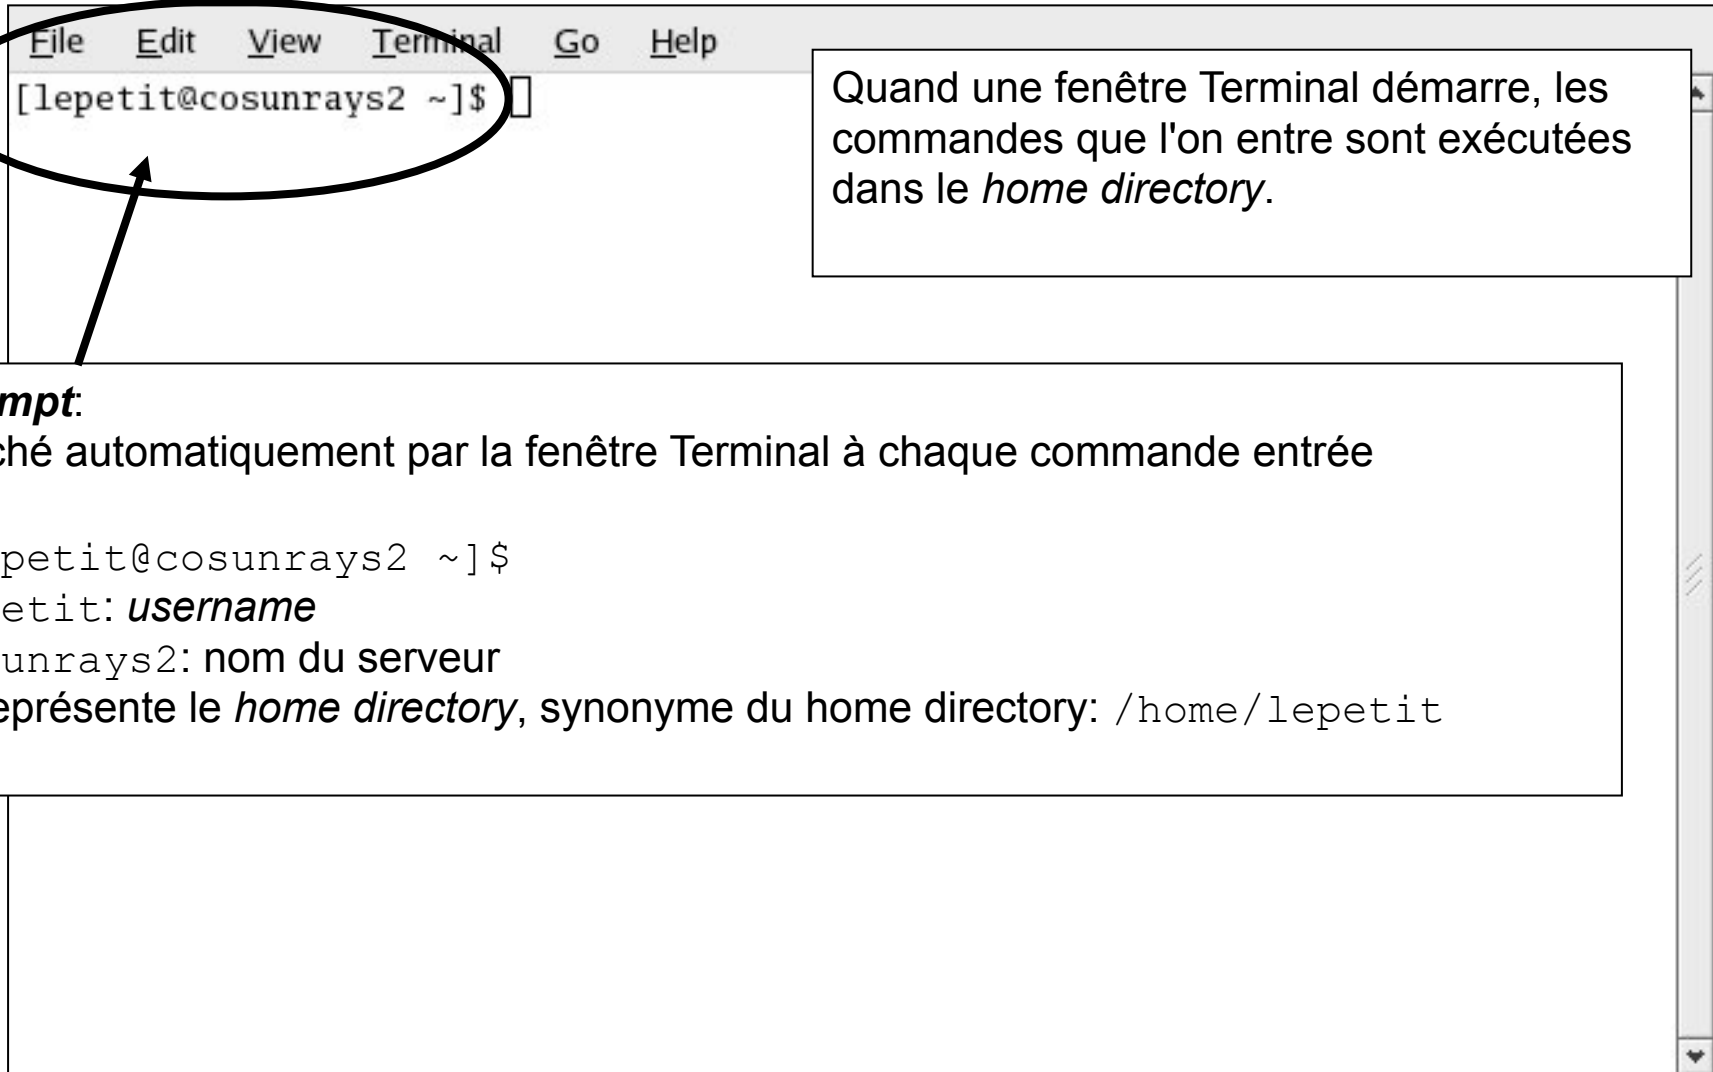 File Edit View Terminal Go Help
[lepetit@cosunrays2 ~]$
Quand une fenêtre Terminal démarre, les
commandes que l'on entre sont exécutées
dans le home directory.
mpt:
ché automatiquement par la fenêtre Terminal à chaque commande entrée
petit@cosunrays2 ~]$
etit: username
unrays2: nom du serveur
eprésente le home directory, synonyme du home directory: /home/lepetit